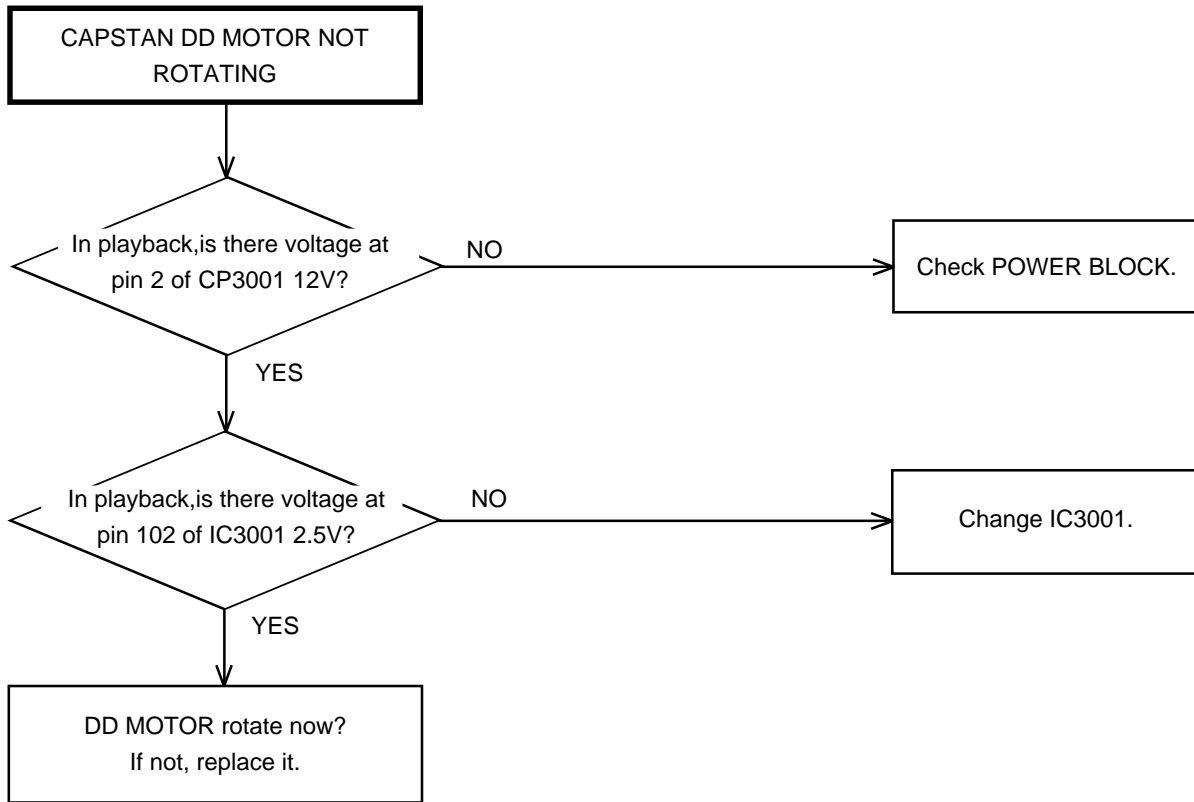 CAPSTAN DD MOTOR NOT
ROTATING
In playback,is there voltage at
pin 2 of CP3001 12V?
NO
Check POWER BLOCK.
YES
In playback,is there voltage at
pin 102 of IC3001 2.5V?
NO
Change IC3001.
YES
DD MOTOR rotate now?
If not, replace it.